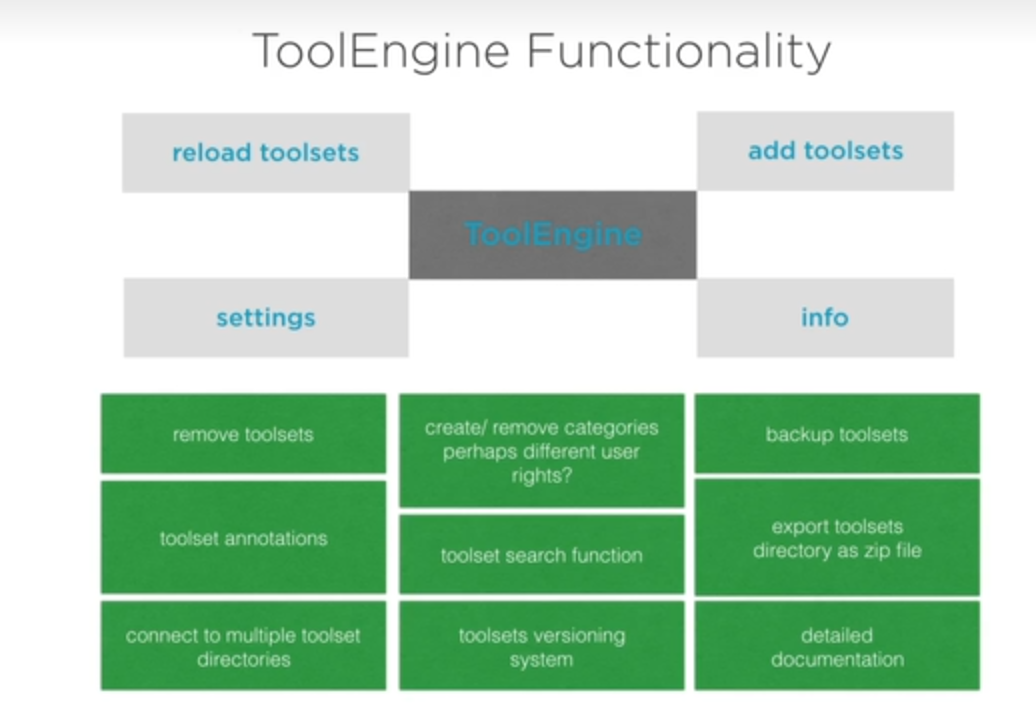 ToolEngine Functionality
reload toolsets
add toolsets
ToolEngine
settings
info
remove toolsets
create/ remove categories
perhaps different user
rights?
backup toolsets
toolset annotations
toolset search function
export toolsets
directory as zip file
connect to multiple toolset
directories
toolsets versioning
system
detailed
documentation